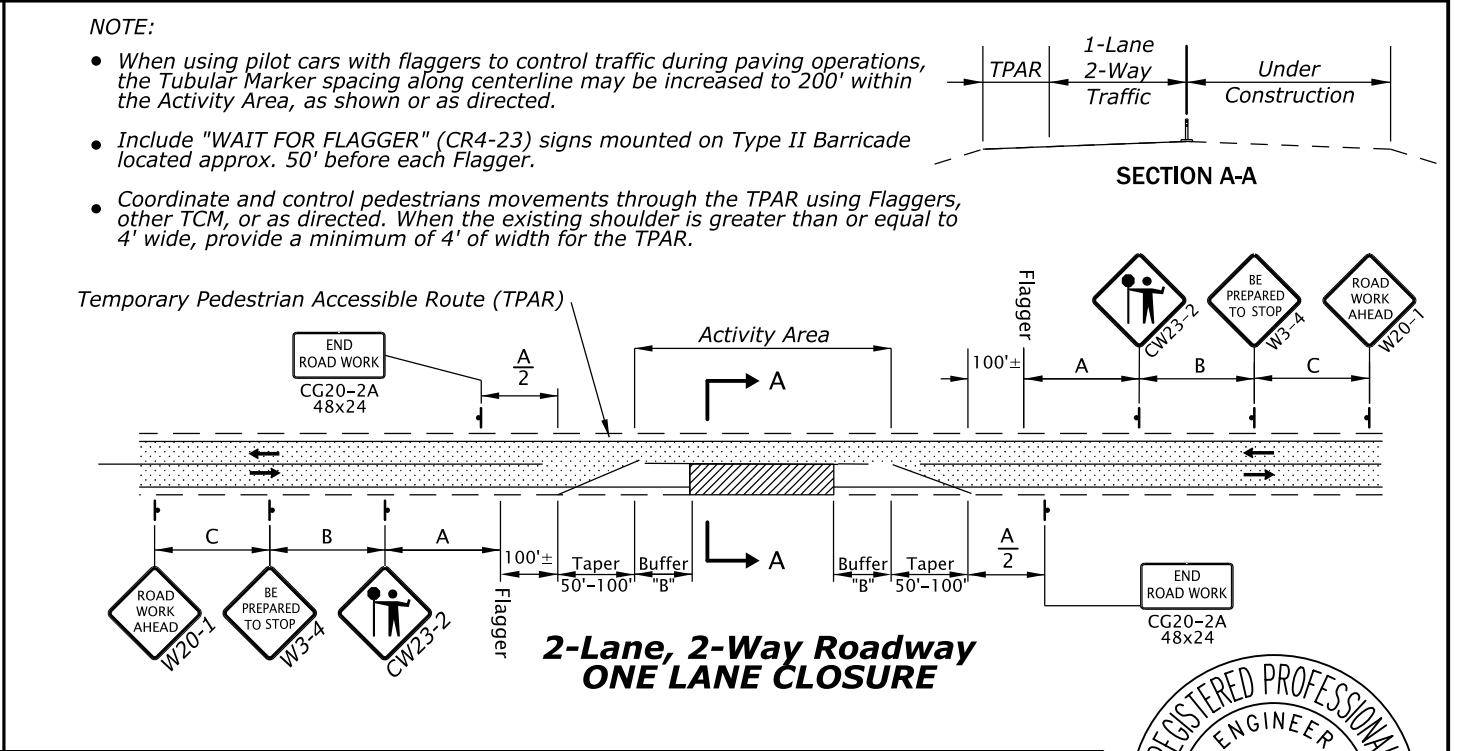 NOTE:
• When using pilot cars with flaggers to control traffic during paving operations,
the Tubular Marker spacing along centerline may be increased to 200' within
the Activity Area, as shown or as directed.
• Include "WAIT FOR FLAGGER" (CR4-23) signs mounted on Type II Barricade
located approx. 50' before each Flagger.
• Coordinate and control pedestrians movements through the TPAR using Flaggers,
other TCM, or as directed. When the existing shoulder is greater than or equal to
4' wide, provide a minimum of 4' of width for the TPAR.
TPAR
1-Lane
2-Way
Traffic
Under
Construction
SECTION A-A
Temporary Pedestrian Accessible Route (TPAR)
END
ROAD WORK
CG20-2A
48x24
A
2
Activity Area
A
Flagger
100'±
A
B
C
CW23-2
BE
PREPARED
TO STOP
W3-4
ROAD
WORK
AHEAD
W20-1
C
B
A
100'±
Flagger
Taper
50'-100'
Buffer
"B"
A
Buffer
"B"
Taper
50'-100'
A
2
END
ROAD WORK
CG20-2A
48x24
ROAD
WORK
AHEAD
W20-1
BE
PREPARED
TO STOP
W3-4
CW23-2
2-Lane, 2-Way Roadway
ONE LANE CLOSURE
REGISTERED PROFESSIONAL
ENGINEER